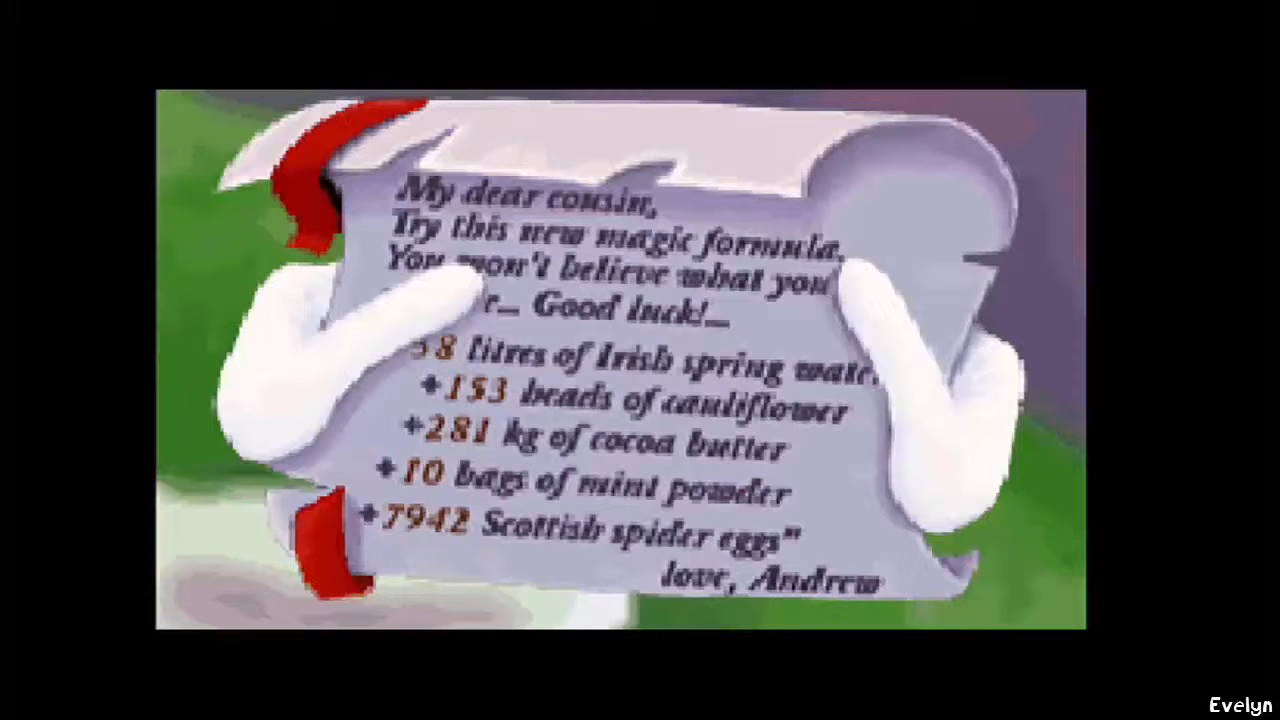 My dear cousin,
Try this new magic formula.
You won't believe what you
Good luck!...
litres of Irish spring water
+153 heads of cauliflower
+281 kg of cocoa butter
+10 bags of mint powder
+7942 Scottish spider eggs"
love, Andrew
Evelyn